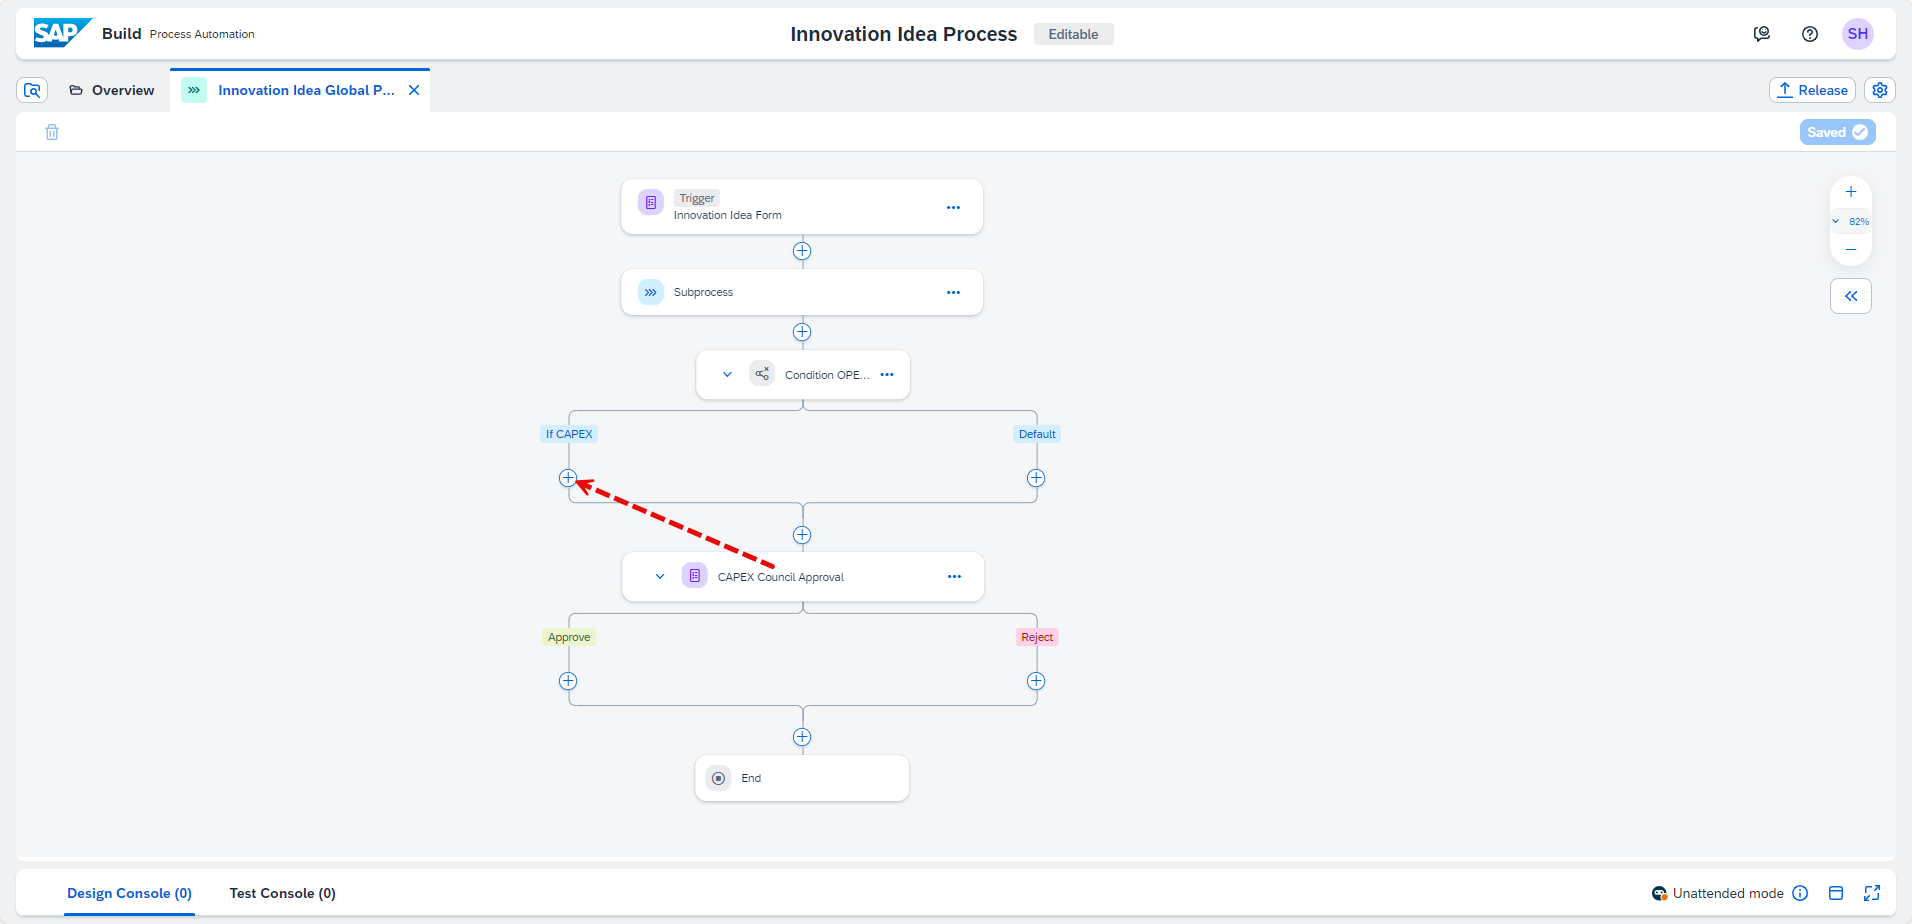 SAP Build Process Automation
Innovation Idea Process Editable
SH
Overview
Innovation Idea Global P...
Release
Saved
Trigger
Innovation Idea Form
82%
Subprocess
Condition OPE...
If CAPEX
Default
CAPEX Council Approval
Approve
Reject
End
Design Console (0)
Test Console (0)
Unattended mode